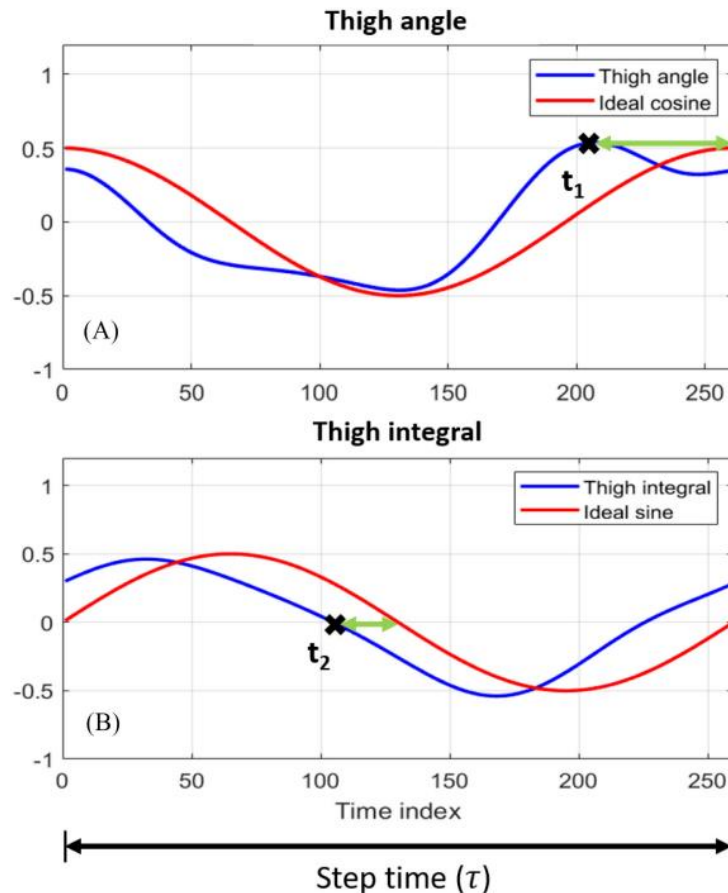 Thigh angle
1
0.5
0
-0.5
-1
Thigh angle
Ideal cosine
t1
(A)
0 50 100 150 200 250
Thigh integral
1
0.5
0
-0.5
-1
Thigh integral
Ideal sine
t2
(B)
0 50 100 150 200 250
Time index
Step time (τ)